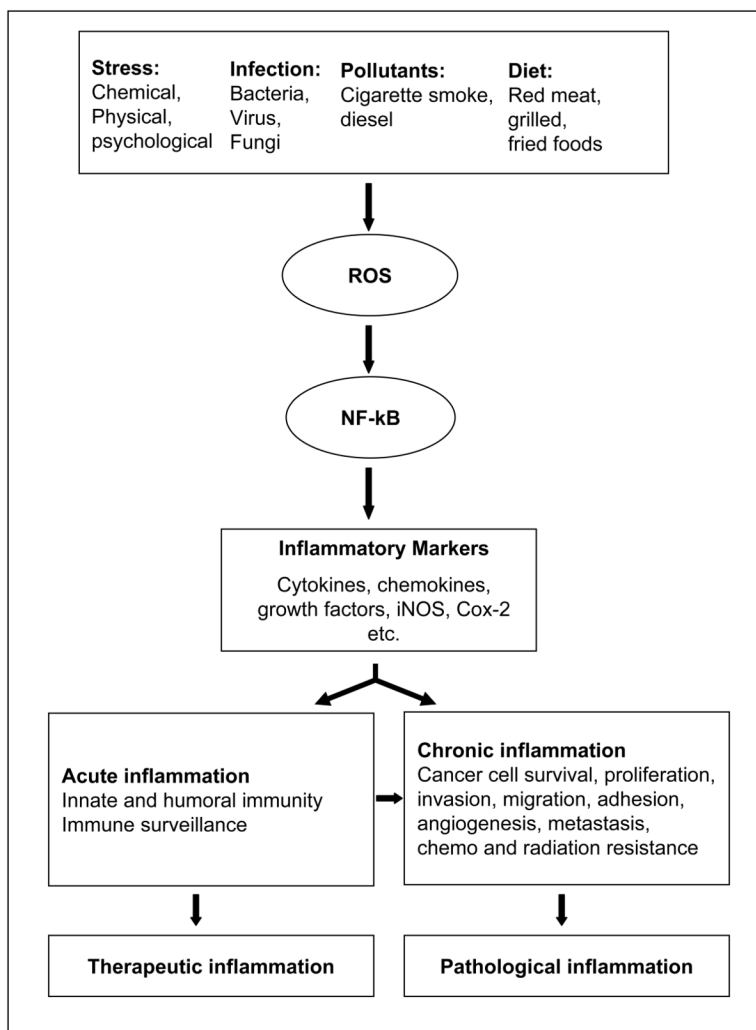 Stress:
Chemical,
Physical,
psychological
Infection:
Bacteria,
Virus,
Fungi
Pollutants:
Cigarette smoke,
diesel
Diet:
Red meat,
grilled,
fried foods
ROS
NF-kB
Inflammatory Markers
Cytokines, chemokines,
growth factors, iNOS, Cox-2
etc.
Acute inflammation
Innate and humoral immunity
Immune surveillance
Chronic inflammation
Cancer cell survival, proliferation,
invasion, migration, adhesion,
angiogenesis, metastasis,
chemo and radiation resistance
Therapeutic inflammation
Pathological inflammation